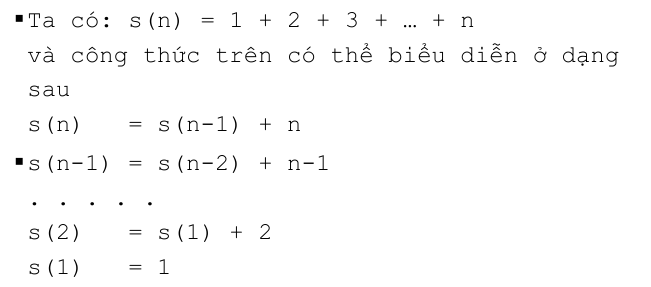 ▪Ta có: s(n) = 1 + 2 + 3 + … + n
và công thức trên có thể biểu diễn ở dạng
sau
s(n)   = s(n-1) + n
▪s(n-1) = s(n-2) + n-1
. . . . .
s(2)   = s(1) + 2
s(1)   = 1